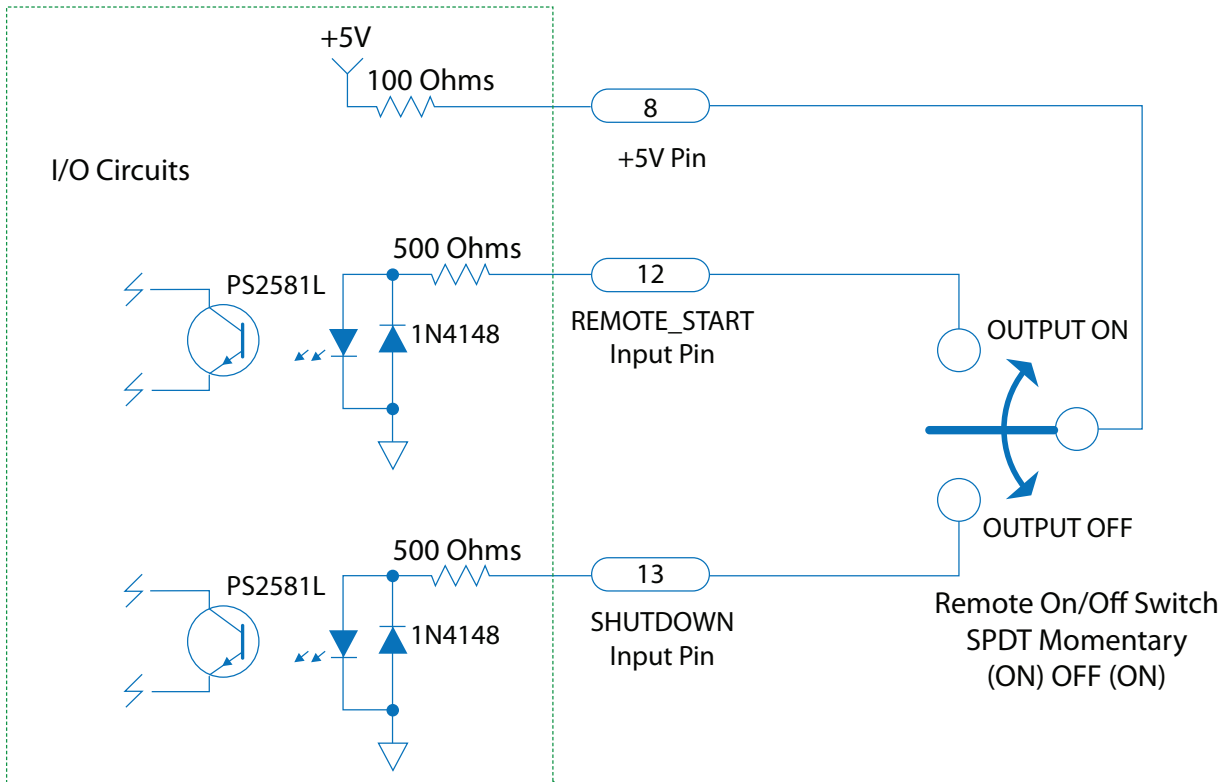 +5V
100 Ohms
8
+5V Pin
I/O Circuits
500 Ohms
PS2581L
1N4148
12
REMOTE_START
Input Pin
OUTPUT ON
OUTPUT OFF
500 Ohms
PS2581L
1N4148
13
SHUTDOWN
Input Pin
Remote On/Off Switch
SPDT Momentary
(ON) OFF (ON)